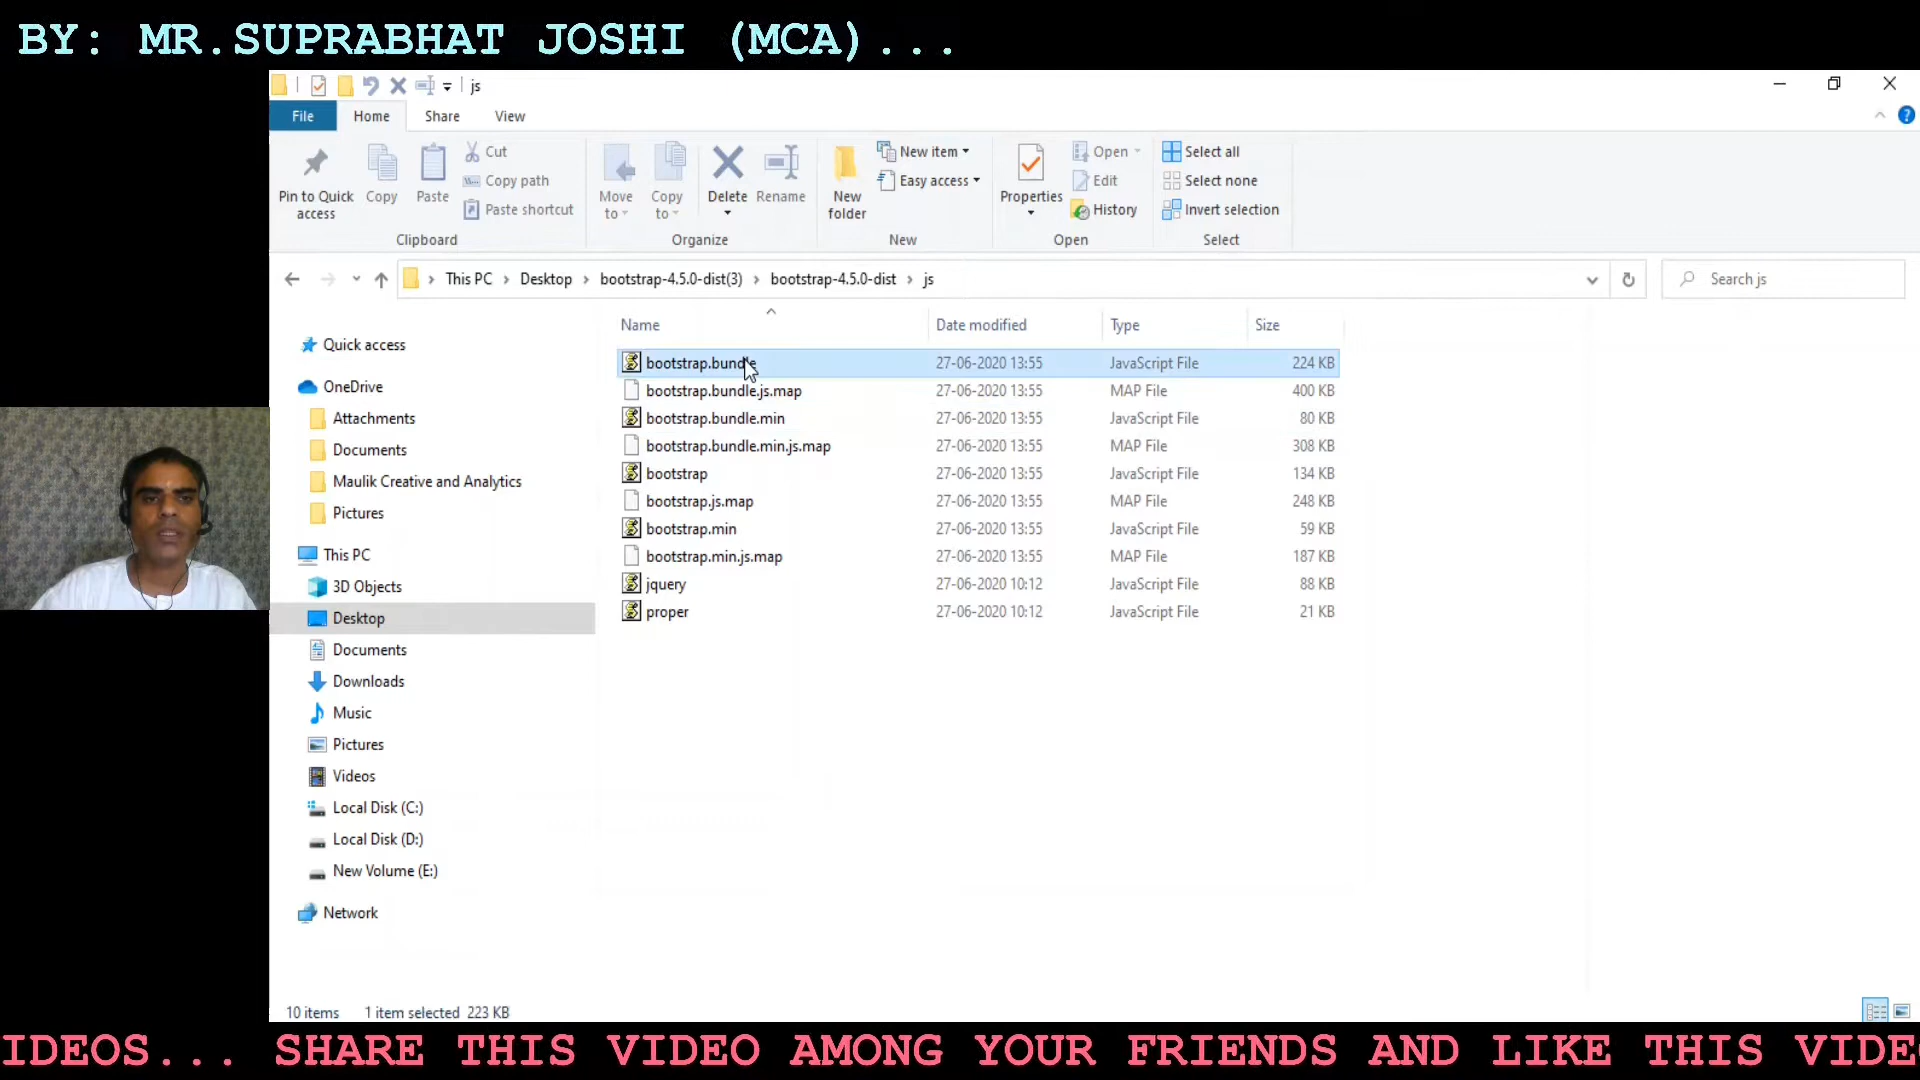 BY: MR.SUPRABHAT JOSHI (MCA)...
js
File Home Share View
Pin to Quick access
Copy
Paste
Cut
Copy path
Paste shortcut
Clipboard
Move to
Copy to
Delete
Rename
Organize
New folder
New item
Easy access
New
Properties
Open
Edit
History
Open
Select all
Select none
Invert selection
Select
This PC > Desktop > bootstrap-4.5.0-dist(3) > bootstrap-4.5.0-dist > js
Search js
Quick access
OneDrive
Attachments
Documents
Maulik Creative and Analytics
Pictures
This PC
3D Objects
Desktop
Documents
Downloads
Music
Pictures
Videos
Local Disk (C:)
Local Disk (D:)
New Volume (E:)
Network
Name Date modified Type Size
bootstrap.bundle 27-06-2020 13:55 JavaScript File 224 KB
bootstrap.bundle.js.map 27-06-2020 13:55 MAP File 400 KB
bootstrap.bundle.min 27-06-2020 13:55 JavaScript File 80 KB
bootstrap.bundle.min.js.map 27-06-2020 13:55 MAP File 308 KB
bootstrap 27-06-2020 13:55 JavaScript File 134 KB
bootstrap.js.map 27-06-2020 13:55 MAP File 248 KB
bootstrap.min 27-06-2020 13:55 JavaScript File 59 KB
bootstrap.min.js.map 27-06-2020 13:55 MAP File 187 KB
jquery 27-06-2020 10:12 JavaScript File 88 KB
proper 27-06-2020 10:12 JavaScript File 21 KB
10 items 1 item selected 223 KB
IDEOS... SHARE THIS VIDEO AMONG YOUR FRIENDS AND LIKE THIS VIDE